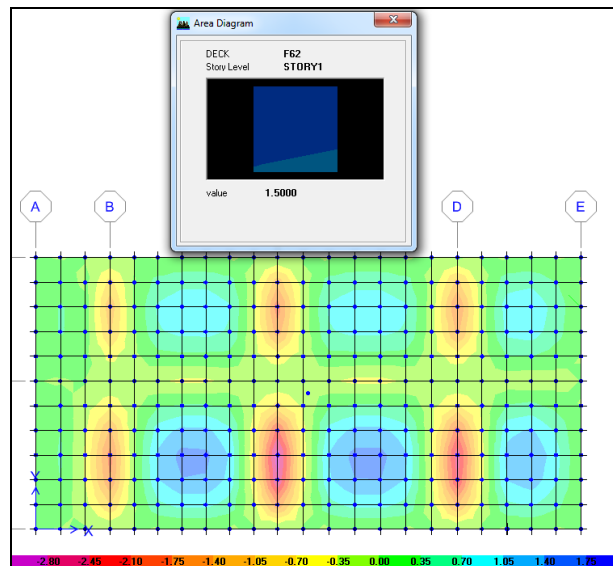 Area Diagram
DECK F62
Story Level STORY1
value 1.5000
A B D E
Y
X
-2.80 -2.45 -2.10 -1.75 -1.40 -1.05 -0.70 -0.35 0.00 0.35 0.70 1.05 1.40 1.75